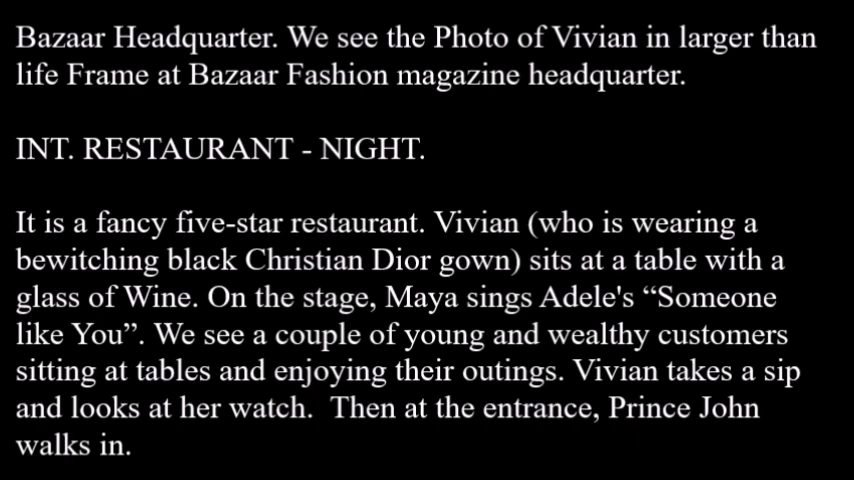 Bazaar Headquarter. We see the Photo of Vivian in larger than
life Frame at Bazaar Fashion magazine headquarter.
INT. RESTAURANT - NIGHT.
It is a fancy five-star restaurant. Vivian (who is wearing a
bewitching black Christian Dior gown) sits at a table with a
glass of Wine. On the stage, Maya sings Adele's “Someone
like You”. We see a couple of young and wealthy customers
sitting at tables and enjoying their outings. Vivian takes a sip
and looks at her watch.  Then at the entrance, Prince John
walks in.